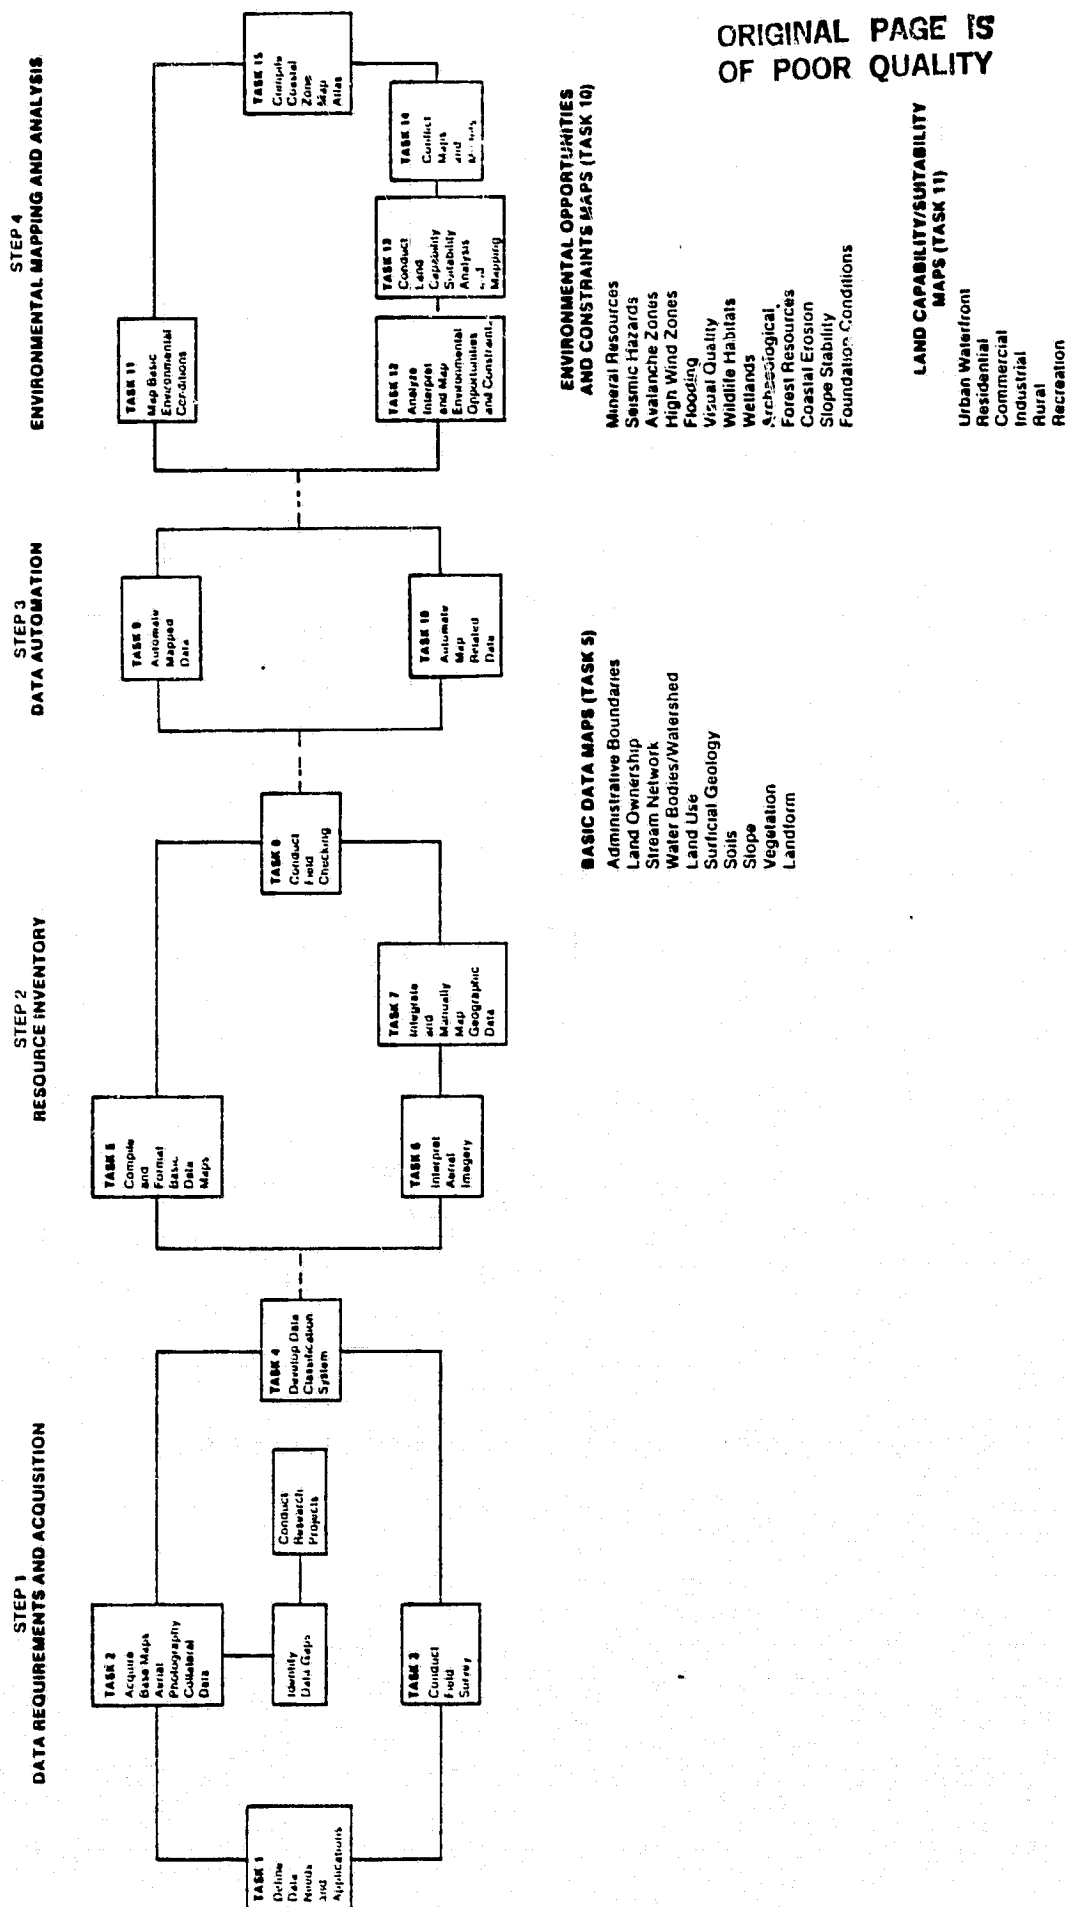 ORIGINAL PAGE IS
OF POOR QUALITY
STEP 1
DATA REQUIREMENTS AND ACQUISITION
TASK 1
Define
Data
Needs
and
Applications
TASK 2
Acquire
Base Maps
Aerial
Photography
Collateral
Data
Identify
Data Gaps
Conduct
Research
Projects
TASK 3
Conduct
Field
Survey
TASK 4
Develop Data
Classification
System
STEP 2
RESOURCE INVENTORY
TASK 5
Compile
and
Format
Basic
Data
Maps
TASK 6
Interpret
Aerial
Imagery
TASK 7
Integrate
and
Manually
Map
Geographic
Data
TASK 8
Conduct
Field
Checking
STEP 3
DATA AUTOMATION
TASK 9
Automate
Mapped
Data
TASK 10
Automate
Map
Related
Data
STEP 4
ENVIRONMENTAL MAPPING AND ANALYSIS
TASK 11
Map Basic
Environmental
Conditions
TASK 12
Analyze
Interpret
and Map
Environmental
Opportunities
and Constraints
TASK 13
Conduct
Land
Capability
Suitability
Analysis
and
Mapping
TASK 14
Conflict
Maps
and
TASK 15
Compile
Coastal
Zone
Map
Atlas
BASIC DATA MAPS (TASK 5)
Administrative Boundaries
Land Ownership
Stream Network
Water Bodies/Watershed
Land Use
Surficial Geology
Soils
Slope
Vegetation
Landform
ENVIRONMENTAL OPPORTUNITIES
AND CONSTRAINTS MAPS (TASK 10)
Mineral Resources
Seismic Hazards
Avalanche Zones
High Wind Zones
Flooding
Visual Quality
Wildlife Habitats
Wetlands
Archaeological
Forest Resources
Coastal Erosion
Slope Stability
Foundation Conditions
LAND CAPABILITY/SUITABILITY
MAPS (TASK 11)
Urban Waterfront
Residential
Commercial
Industrial
Rural
Recreation